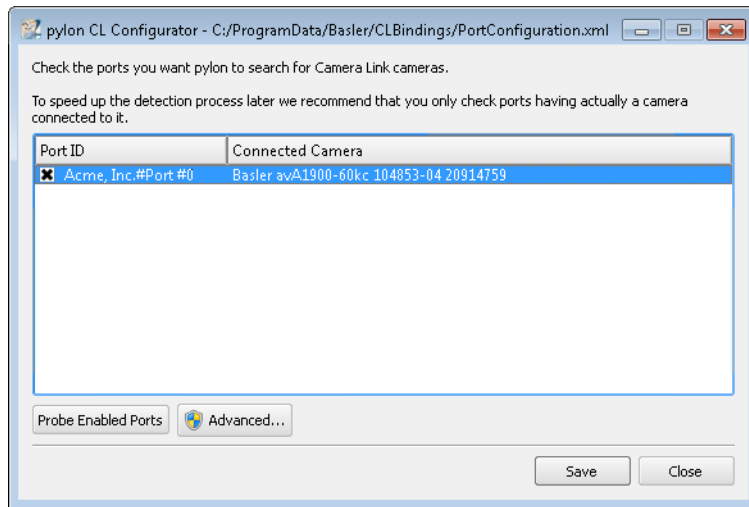 pylon CL Configurator - C:/ProgramData/Basler/CLBindings/PortConfiguration.xml
Check the ports you want pylon to search for Camera Link cameras.
To speed up the detection process later we recommend that you only check ports having actually a camera
connected to it.
Port ID Connected Camera
Acme, Inc.#Port #0 Basler avA1900-60kc 104853-04 20914759
Probe Enabled Ports Advanced...
Save Close